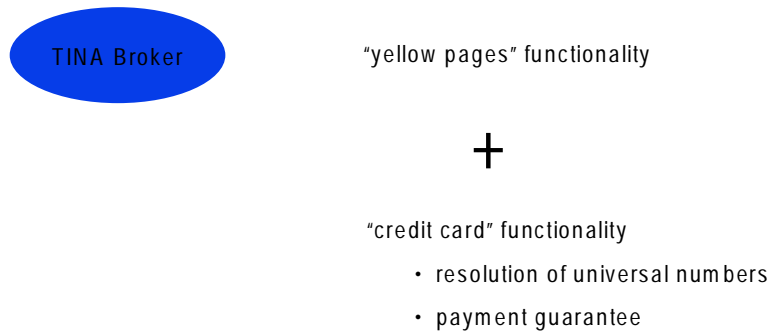 TINA Broker
“yellow pages” functionality
+
“credit card” functionality
• resolution of universal numbers
• payment guarantee